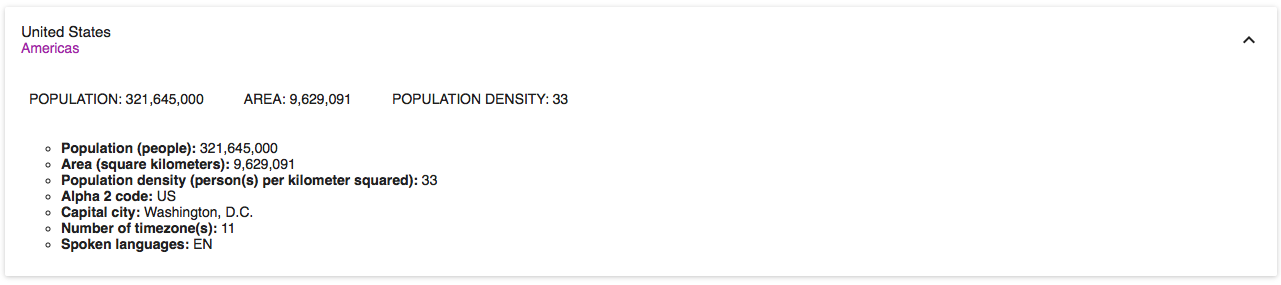 United States
Americas
POPULATION: 321,645,000 AREA: 9,629,091 POPULATION DENSITY: 33
Population (people): 321,645,000
Area (square kilometers): 9,629,091
Population density (person(s) per kilometer squared): 33
Alpha 2 code: US
Capital city: Washington, D.C.
Number of timezone(s): 11
Spoken languages: EN